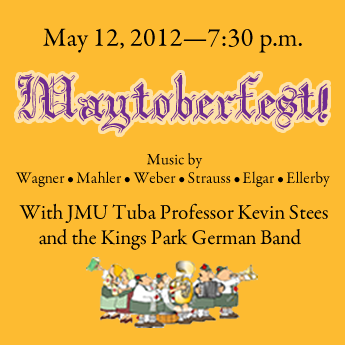 May 12, 2012—7:30 p.m.
Maytoberfest!
Music by
Wagner • Mahler • Weber • Strauss • Elgar • Ellerby
With JMU Tuba Professor Kevin Stees
and the Kings Park German Band